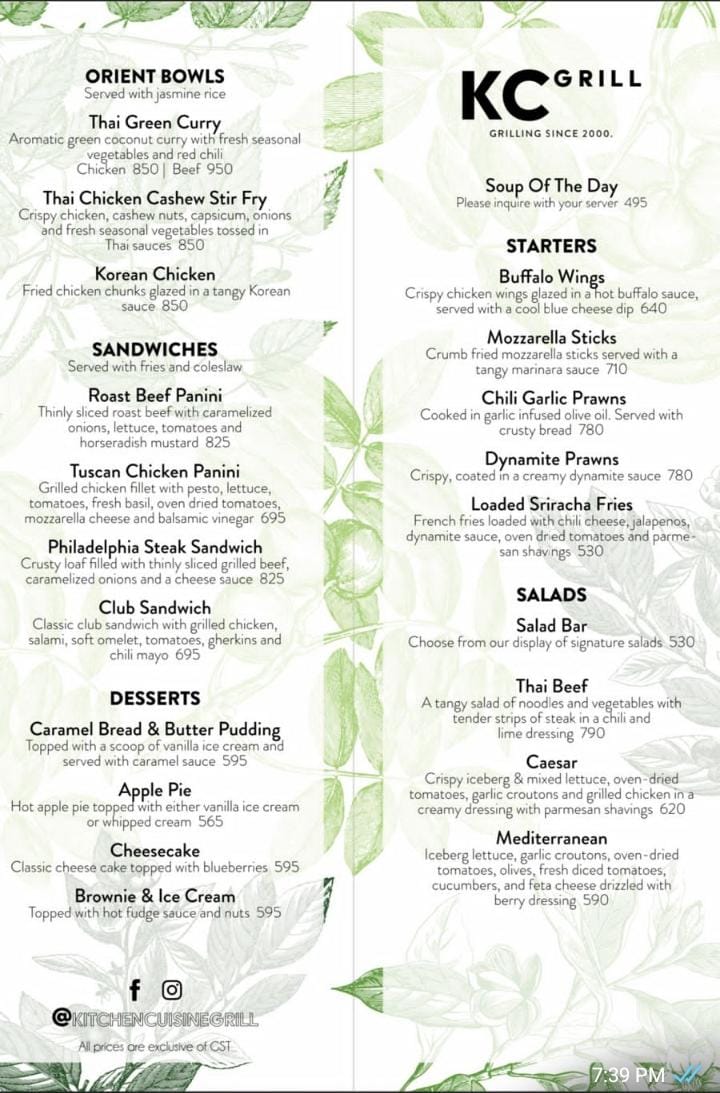 ORIENT BOWLS
Served with jasmine rice
Thai Green Curry
Aromatic green coconut curry with fresh seasonal
vegetables and red chili
Chicken 850 | Beef 950
Thai Chicken Cashew Stir Fry
Crispy chicken, cashew nuts, capsicum, onions
and fresh seasonal vegetables tossed in
Thai sauces 850
Korean Chicken
Fried chicken chunks glazed in a tangy Korean
sauce 850
SANDWICHES
Served with fries and coleslaw
Roast Beef Panini
Thinly sliced roast beef with caramelized
onions, lettuce, tomatoes and
horseradish mustard 825
Tuscan Chicken Panini
Grilled chicken fillet with pesto, lettuce,
tomatoes, fresh basil, oven dried tomatoes,
mozzarella cheese and balsamic vinegar 695
Philadelphia Steak Sandwich
Crusty loaf filled with thinly sliced grilled beef,
caramelized onions and a cheese sauce 825
Club Sandwich
Classic club sandwich with grilled chicken,
salami, soft omelet, tomatoes, gherkins and
chili mayo 695
DESSERTS
Caramel Bread & Butter Pudding
Topped with a scoop of vanilla ice cream and
served with caramel sauce 595
Apple Pie
Hot apple pie topped with either vanilla ice cream
or whipped cream 565
Cheesecake
Classic cheese cake topped with blueberries 595
Brownie & Ice Cream
Topped with hot fudge sauce and nuts 595
@KITCHENCUISINEGRILL
All prices are exclusive of GST
KC GRILL
GRILLING SINCE 2000.
Soup Of The Day
Please inquire with your server 495
STARTERS
Buffalo Wings
Crispy chicken wings glazed in a hot buffalo sauce,
served with a cool blue cheese dip 640
Mozzarella Sticks
Crumb fried mozzarella sticks served with a
tangy marinara sauce 710
Chili Garlic Prawns
Cooked in garlic infused olive oil. Served with
crusty bread 780
Dynamite Prawns
Crispy, coated in a creamy dynamite sauce 780
Loaded Sriracha Fries
French fries loaded with chili cheese, jalapenos,
dynamite sauce, oven dried tomatoes and parme-
san shavings 530
SALADS
Salad Bar
Choose from our display of signature salads 530
Thai Beef
A tangy salad of noodles and vegetables with
tender strips of steak in a chili and
lime dressing 790
Caesar
Crispy iceberg & mixed lettuce, oven-dried
tomatoes, garlic croutons and grilled chicken in a
creamy dressing with parmesan shavings 620
Mediterranean
Iceberg lettuce, garlic croutons, oven-dried
tomatoes, olives, fresh diced tomatoes,
cucumbers, and feta cheese drizzled with
berry dressing 590
7:39 PM